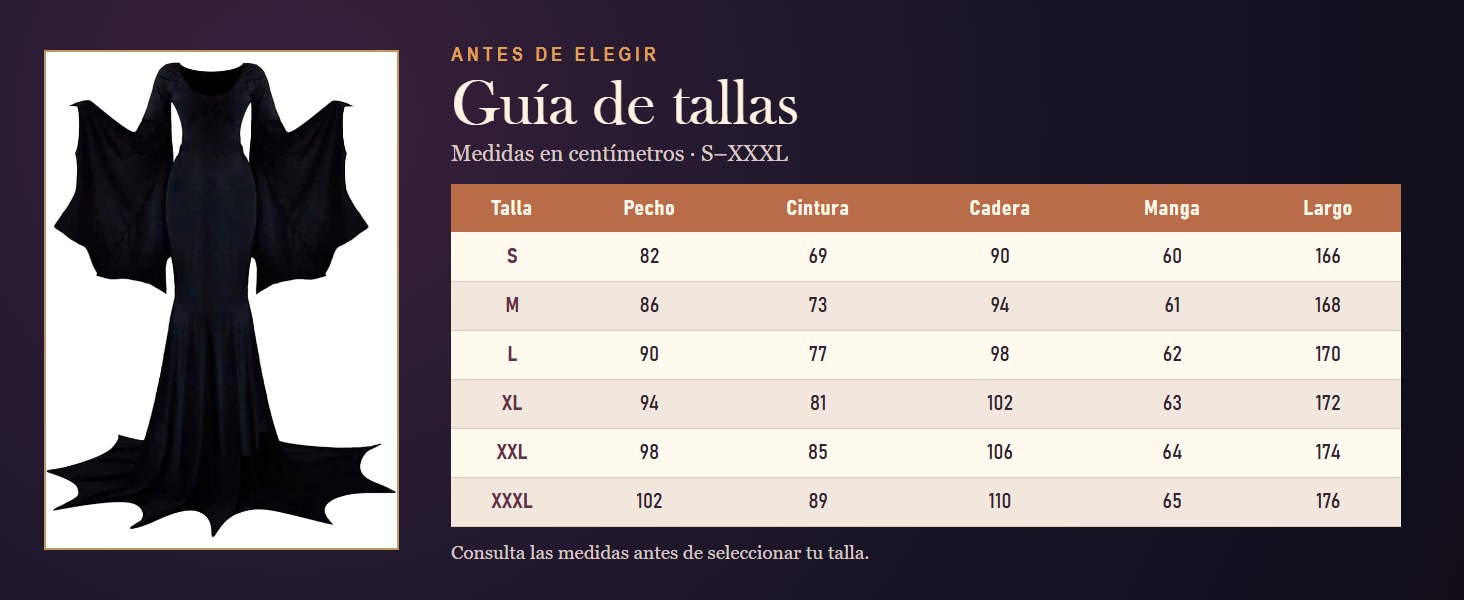 ANTES DE ELEGIR
Guía de tallas
Medidas en centímetros · S–XXXL
Talla Pecho Cintura Cadera Manga Largo
S 82 69 90 60 166
M 86 73 94 61 168
L 90 77 98 62 170
XL 94 81 102 63 172
XXL 98 85 106 64 174
XXXL 102 89 110 65 176
Consulta las medidas antes de seleccionar tu talla.